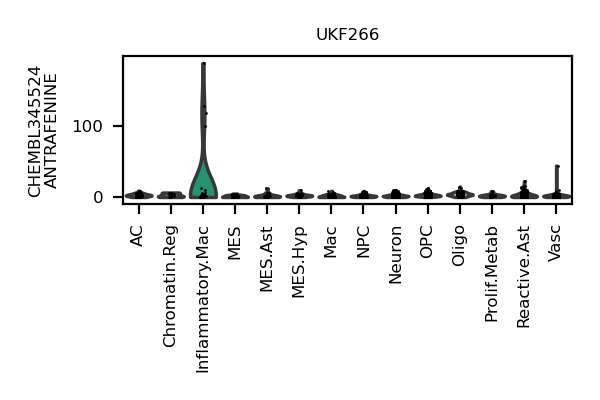 UKF266
CHEMBL345524
ANTRAFENINE
100
0
AC
Chromatin.Reg
Inflammatory.Mac
MES
MES.Ast
MES.Hyp
Mac
NPC
Neuron
OPC
Oligo
Prolif.Metab
Reactive.Ast
Vasc